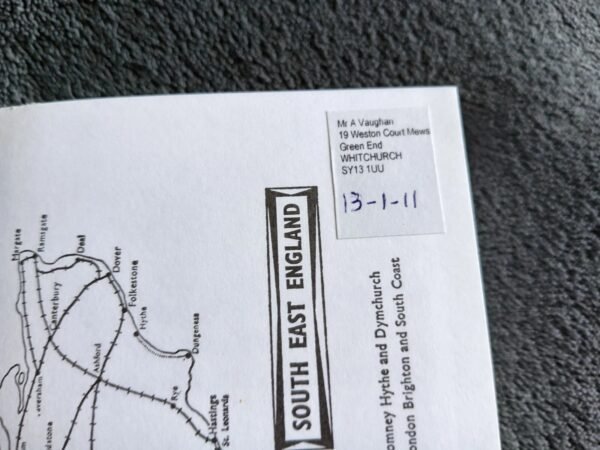 Mr A Vaughan
19 Weston Court Mews
Green End
WHITCHURCH
SY13 1UU
13-1-11
SOUTH EAST ENGLAND
omney Hythe and Dymchurch
ondon Brighton and South Coast
Margate
Ramsgate
Deal
Dover
Canterbury
Folkestone
Hythe
Dungeness
Ashford
aversham
dstone
Rye
Hastings
St. Leonards